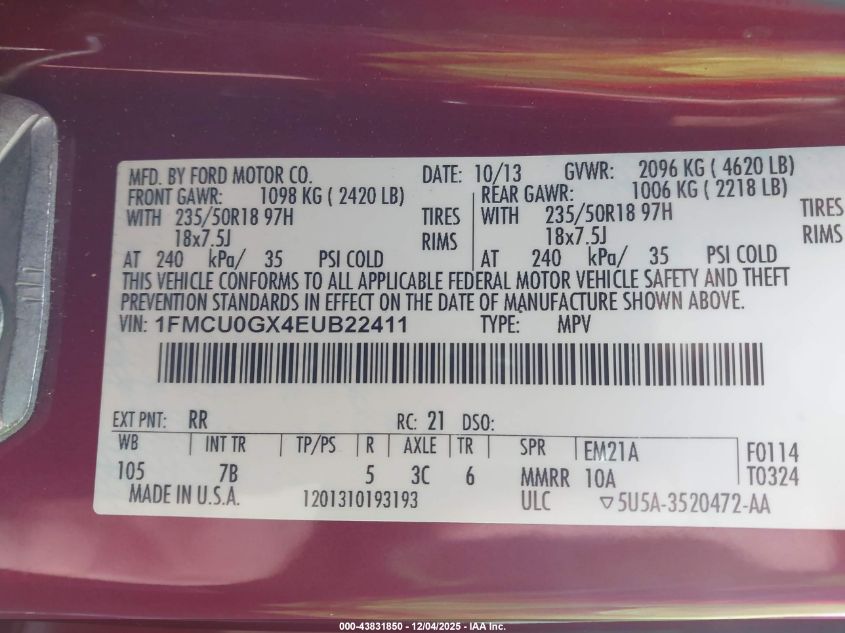 MFD. BY FORD MOTOR CO. DATE: 10/13 GVWR: 2096 KG ( 4620 LB)
FRONT GAWR: 1098 KG ( 2420 LB) REAR GAWR: 1006 KG ( 2218 LB)
WITH 235/50R18 97H TIRES WITH 235/50R18 97H TIRES
18x7.5J RIMS 18x7.5J RIMS
AT 240 kPa/ 35 PSI COLD AT 240 kPa/ 35 PSI COLD
THIS VEHICLE CONFORMS TO ALL APPLICABLE FEDERAL MOTOR VEHICLE SAFETY AND THEFT
PREVENTION STANDARDS IN EFFECT ON THE DATE OF MANUFACTURE SHOWN ABOVE.
VIN: 1FMCU0GX4EUB22411 TYPE: MPV
EXT PNT: RR RC: 21 DSO:
WB INT TR TP/PS R AXLE TR SPR EM21A F0114
105 7B 5 3C 6 MMRR 10A T0324
MADE IN U.S.A. 1201310193193 ULC ▽5U5A-3520472-AA
000-43831850 - 12/04/2025 - IAA Inc.